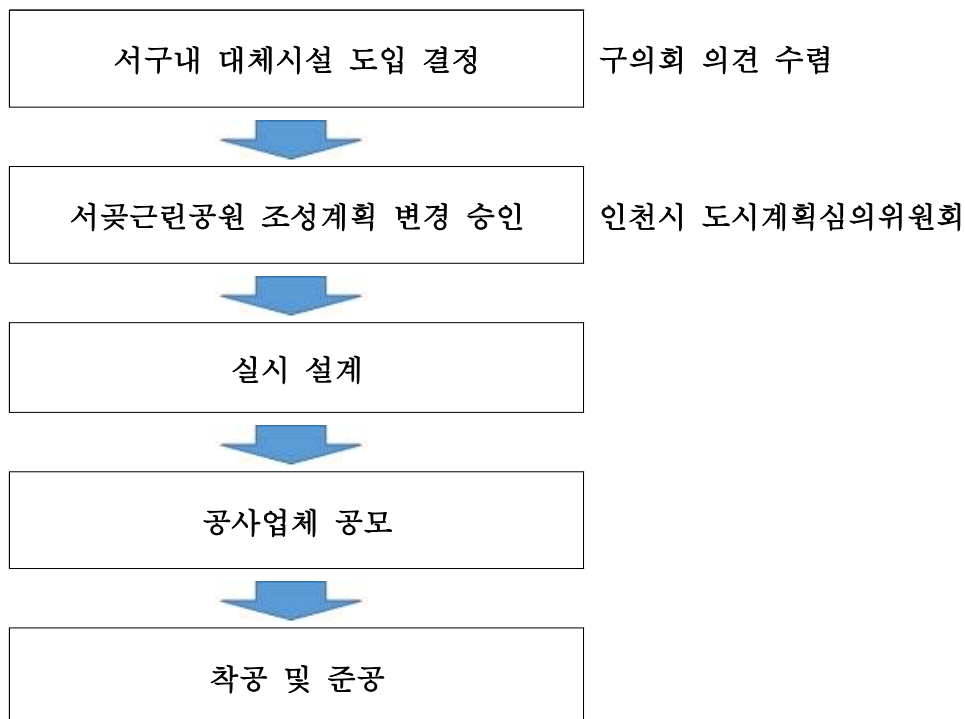 서구내 대체시설 도입 결정 구의회 의견 수렴
서곶근린공원 조성계획 변경 승인 인천시 도시계획심의위원회
실시 설계
공사업체 공모
착공 및 준공